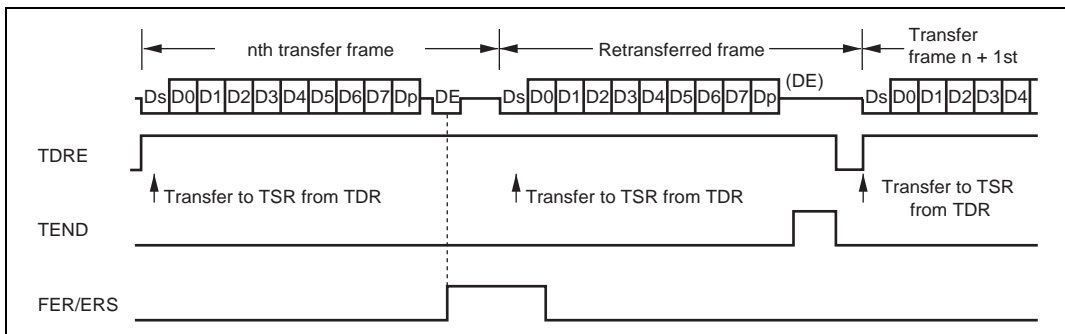 nth transfer frame
Retransferred frame
Transfer
frame n + 1st
Ds D0 D1 D2 D3 D4 D5 D6 D7 Dp DE
Ds D0 D1 D2 D3 D4 D5 D6 D7 Dp
(DE)
Ds D0 D1 D2 D3 D4
TDRE
Transfer to TSR from TDR
Transfer to TSR from TDR
Transfer to TSR
from TDR
TEND
FER/ERS